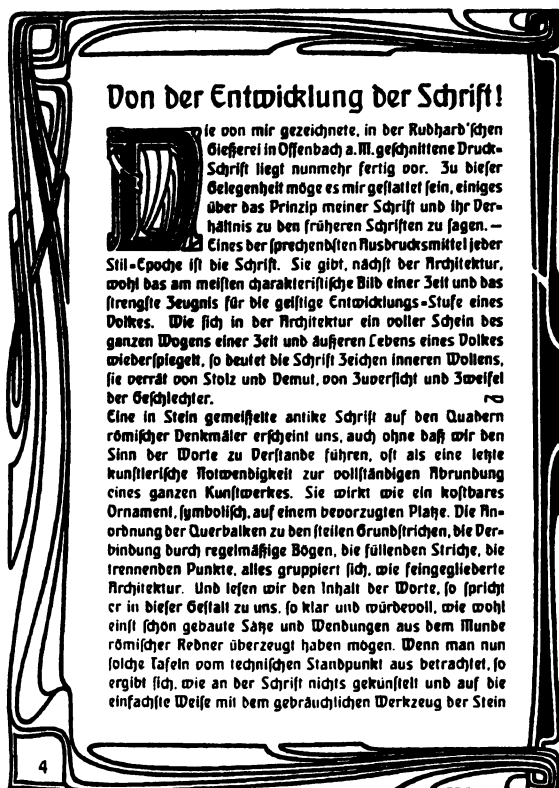 Von der Entwicklung der Schrift!
Die von mir gezeichnete, in der Rudhard'schen
Gießerei in Offenbach a. M. geschnittene Druck-
Schrift liegt nunmehr fertig vor. Zu dieser
Gelegenheit möge es mir gestattet sein, einiges
über das Prinzip meiner Schrift und ihr Ver-
hältnis zu den früheren Schriften zu sagen. —
Eines der sprechendsten Ausdrucksmittel jeder
Stil-Epoche ist die Schrift. Sie gibt, nächst der Architektur,
wohl das am meisten charakteristische Bild einer Zeit und das
strengste Zeugnis für die geistige Entwicklungs-Stufe eines
Volkes. Wie sich in der Architektur ein voller Schein des
ganzen Wogens einer Zeit und äußeren Lebens eines Volkes
wiederspiegelt, so deutet die Schrift Zeichen inneren Wollens,
sie verrät von Stolz und Demut, von Zuversicht und Zweifel
der Geschlechter.
Eine in Stein gemeißelte antike Schrift auf den Quadern
römischer Denkmäler erscheint uns, auch ohne daß wir den
Sinn der Worte zu Verstande führen, oft als eine letzte
kunstlerische Notwendigkeit zur vollständigen Abrundung
eines ganzen Kunstwerkes. Sie wirkt wie ein kostbares
Ornament, symbolisch, auf einem bevorzugten Platze. Die An-
ordnung der Querbalken zu den steilen Grundstrichen, die Ver-
bindung durch regelmäßige Bögen, die füllenden Striche, die
trennenden Punkte, alles gruppiert sich, wie feingegliederte
Architektur. Und lesen wir den Inhalt der Worte, so spricht
er in dieser Gestalt zu uns, so klar und würdevoll, wie wohl
einst schön gebaute Sätze und Wendungen aus dem Munde
römischer Redner überzeugt haben mögen. Wenn man nun
solche Tafeln vom technischen Standpunkt aus betrachtet, so
ergibt sich, wie an der Schrift nichts gekünstelt und auf die
einfachste Weise mit dem gebräuchlichen Werkzeug der Stein
4